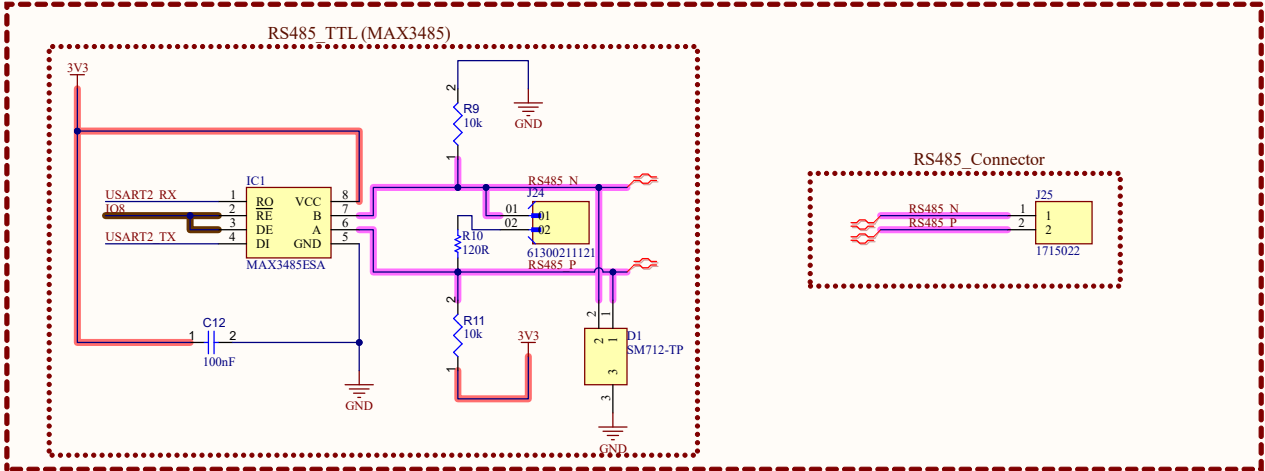 RS485_TTL (MAX3485)
3V3
2
R9
10k
1
GND
RS485_Connector
IC1
USART2_RX
1
RO
VCC
8
IO8
2
RE
B
7
3
DE
A
6
USART2_TX
4
DI
GND
5
MAX3485ESA
RS485_N
J24
01
01
02
02
61300211121
R10
120R
RS485_P
J25
RS485_N
1
1
RS485_P
2
2
1715022
2
R11
10k
1
3V3
C12
1
2
100nF
GND
2
1
2
1
D1
SM712-TP
3
3
GND